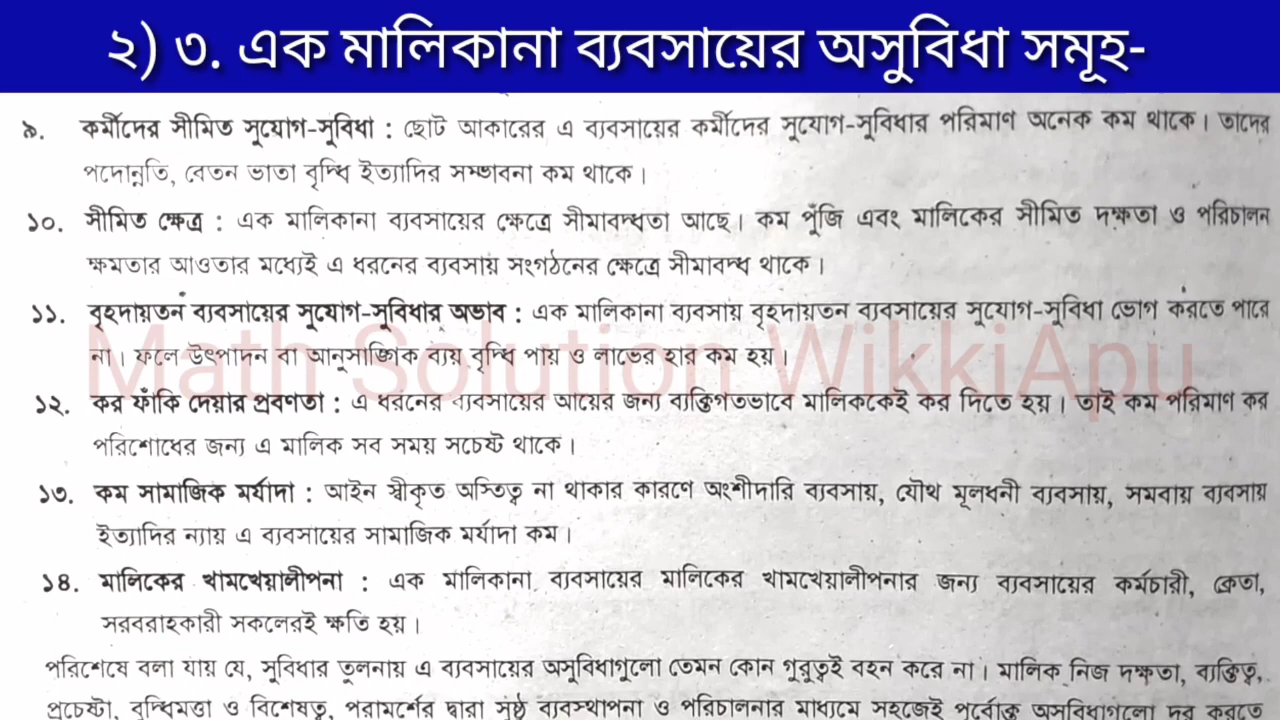 ২) ৩. এক মালিকানা ব্যবসায়ের অসুবিধা সমূহ-
৯. কর্মীদের সীমিত সুযোগ-সুবিধা : ছোট আকারের এ ব্যবসায়ের কর্মীদের সুযোগ-সুবিধার পরিমাণ অনেক কম থাকে। তাদের
পদোন্নতি, বেতন ভাতা বৃদ্ধি ইত্যাদির সম্ভাবনা কম থাকে।
১০. সীমিত ক্ষেত্র : এক মালিকানা ব্যবসায়ের ক্ষেত্রে সীমাবদ্ধতা আছে। কম পুঁজি এবং মালিকের সীমিত দক্ষতা ও পরিচালন
ক্ষমতার আওতার মধ্যেই এ ধরনের ব্যবসায় সংগঠনের ক্ষেত্রে সীমাবদ্ধ থাকে।
১১. বৃহদায়তন ব্যবসায়ের সুযোগ-সুবিধার অভাব : এক মালিকানা ব্যবসায় বৃহদায়তন ব্যবসায়ের সুযোগ-সুবিধা ভোগ করতে পারে
না। ফলে উৎপাদন বা আনুসাঙ্গিক ব্যয় বৃদ্ধি পায় ও লাভের হার কম হয়।
Math Solution WikkiApu
১২. কর ফাঁকি দেয়ার প্রবণতা : এ ধরনের ব্যবসায়ের আয়ের জন্য ব্যক্তিগতভাবে মালিককেই কর দিতে হয়। তাই কম পরিমাণ কর
পরিশোধের জন্য এ মালিক সব সময় সচেষ্ট থাকে।
১৩. কম সামাজিক মর্যাদা : আইন স্বীকৃত অস্তিত্ব না থাকার কারণে অংশীদারি ব্যবসায়, যৌথ মূলধনী ব্যবসায়, সমবায় ব্যবসায়
ইত্যাদির ন্যায় এ ব্যবসায়ের সামাজিক মর্যাদা কম।
১৪. মালিকের খামখেয়ালীপনা : এক মালিকানা ব্যবসায়ের মালিকের খামখেয়ালীপনার জন্য ব্যবসায়ের কর্মচারী, ক্রেতা,
সরবরাহকারী সকলেরই ক্ষতি হয়।
পরিশেষে বলা যায় যে, সুবিধার তুলনায় এ ব্যবসায়ের অসুবিধাগুলো তেমন কোন গুরুত্বই বহন করে না। মালিক নিজ দক্ষতা, ব্যক্তিত্ব,
প্রচেষ্টা, বুদ্ধিমত্তা ও বিশেষত্ব, পরামর্শের দ্বারা সুষ্ঠু ব্যবস্থাপনা ও পরিচালনার মাধ্যমে সহজেই পূর্বোক্ত অসুবিধাগুলো দূর করতে